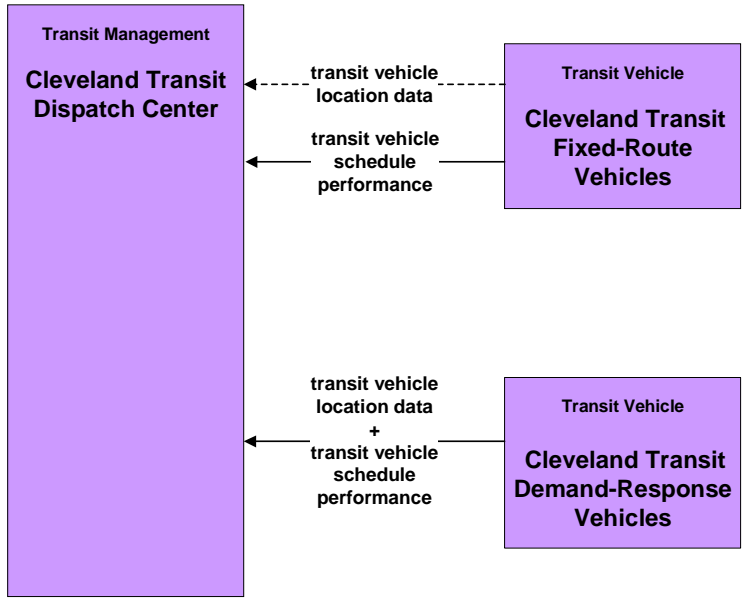 Transit Management
Cleveland Transit
Dispatch Center
transit vehicle
location data
transit vehicle
schedule
performance
Transit Vehicle
Cleveland Transit
Fixed-Route
Vehicles
transit vehicle
location data
+
transit vehicle
schedule
performance
Transit Vehicle
Cleveland Transit
Demand-Response
Vehicles